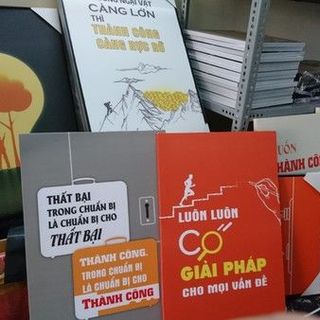 CÀNG LỚN
THÌ
THÀNH CÔNG
CÀNG RỰC RỠ
THẤT BẠI
TRONG CHUẨN BỊ
LÀ CHUẨN BỊ CHO
THẤT BẠI
THÀNH CÔNG
TRONG CHUẨN BỊ
LÀ CHUẨN BỊ CHO
THÀNH CÔNG
LUÔN LUÔN
CÓ
GIẢI PHÁP
CHO MỌI VẤN ĐỀ
THÀNH CÔ